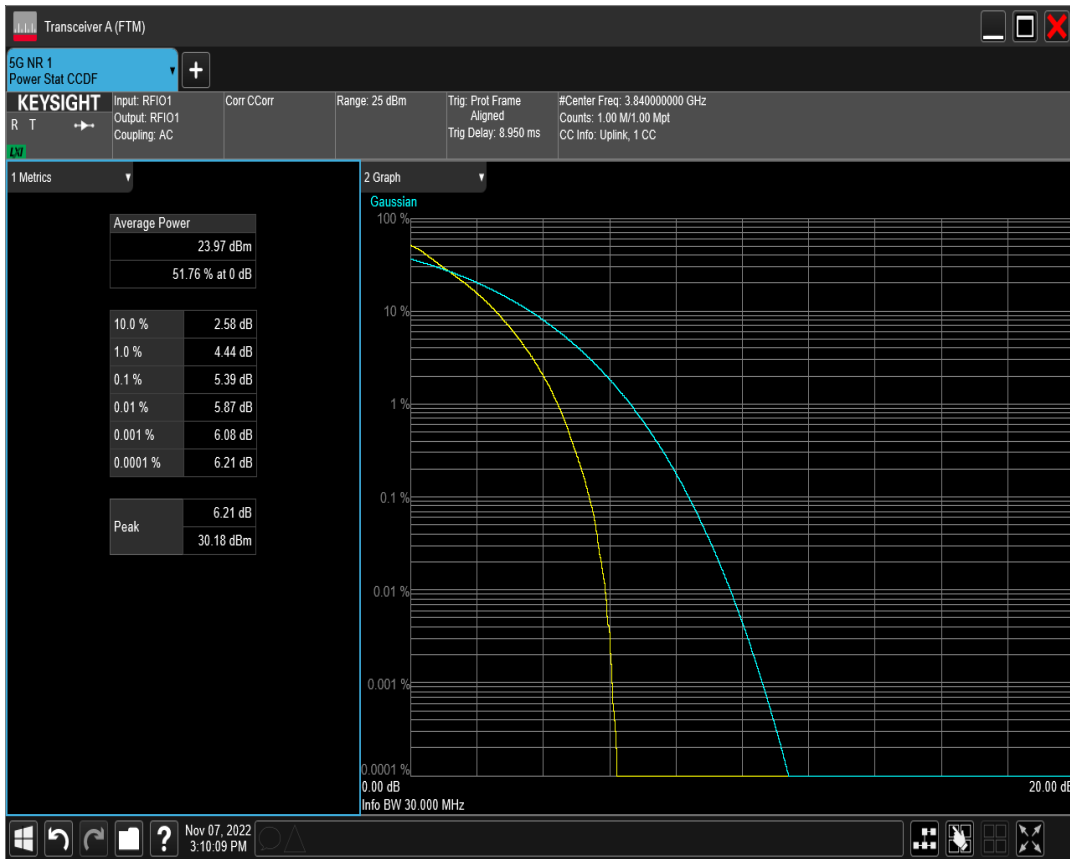 Transceiver A (FTM)
5G NR 1
Power Stat CCDF
+
KEYSIGHT
R T
LXI
Input: RFIO1
Output: RFIO1
Coupling: AC
Corr CCorr
Range: 25 dBm
Trig: Prot Frame
Aligned
Trig Delay: 8.950 ms
#Center Freq: 3.840000000 GHz
Counts: 1.00 M/1.00 Mpt
CC Info: Uplink, 1 CC
1 Metrics
Average Power
23.97 dBm
51.76 % at 0 dB
10.0 % 2.58 dB
1.0 % 4.44 dB
0.1 % 5.39 dB
0.01 % 5.87 dB
0.001 % 6.08 dB
0.0001 % 6.21 dB
Peak
6.21 dB
30.18 dBm
2 Graph
Gaussian
100 %
10 %
1 %
0.1 %
0.01 %
0.001 %
0.0001 %
0.00 dB 20.00 dB
Info BW 30.000 MHz
?
Nov 07, 2022
3:10:09 PM